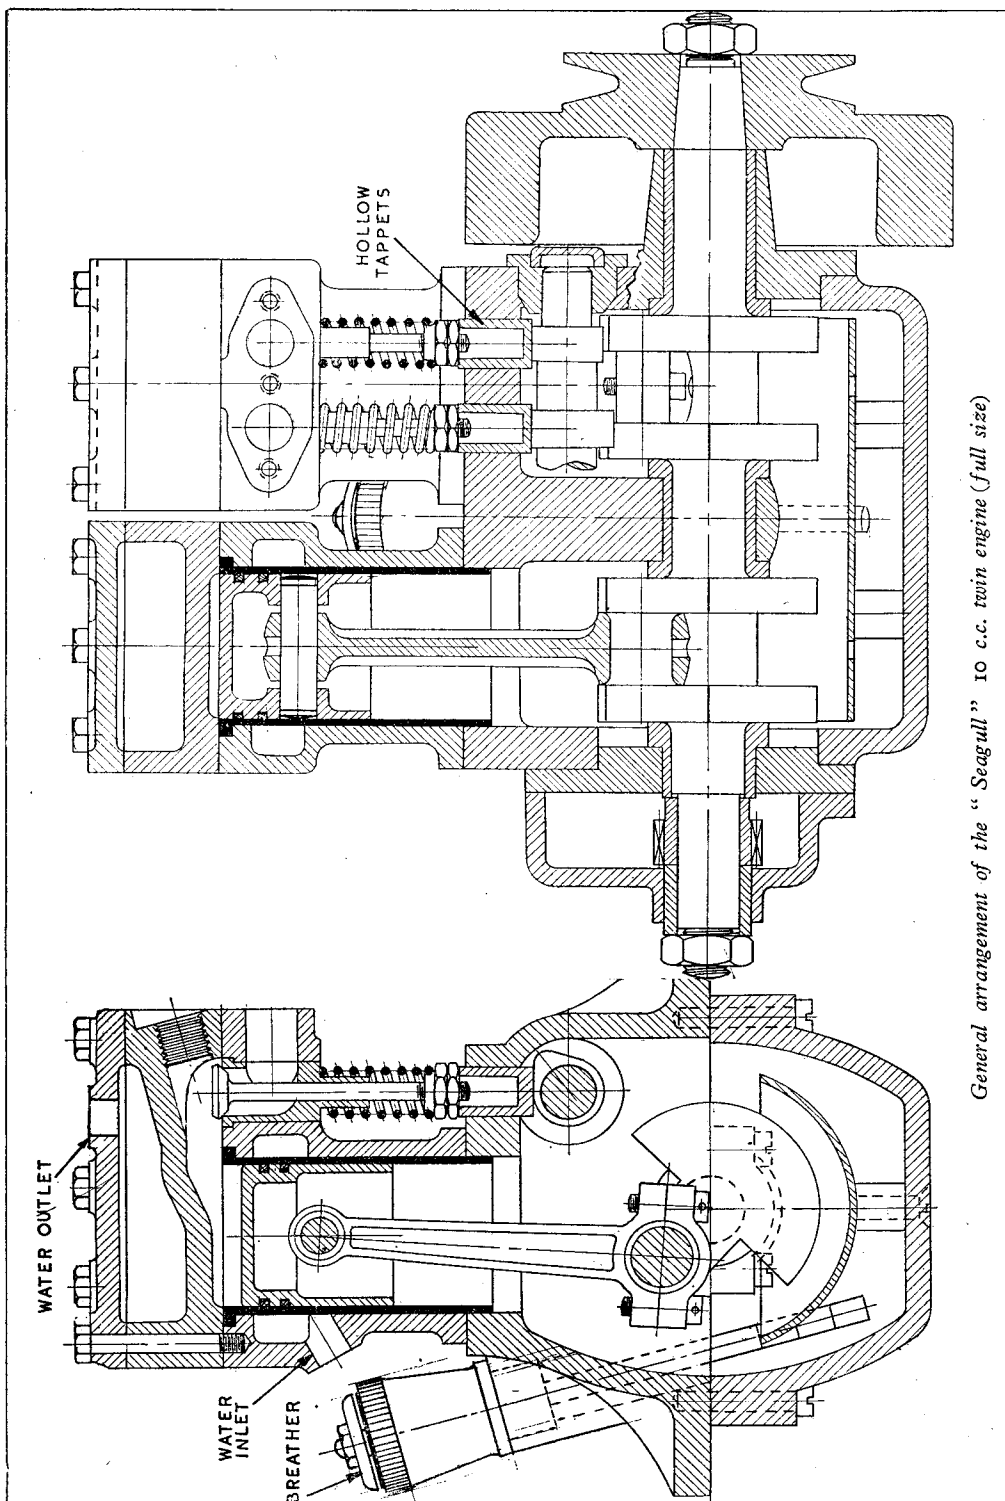 HOLLOW
TAPPETS
WATER OUTLET
WATER
INLET
BREATHER
General arrangement of the “ Seagull ” 10 c.c. twin engine (full size)